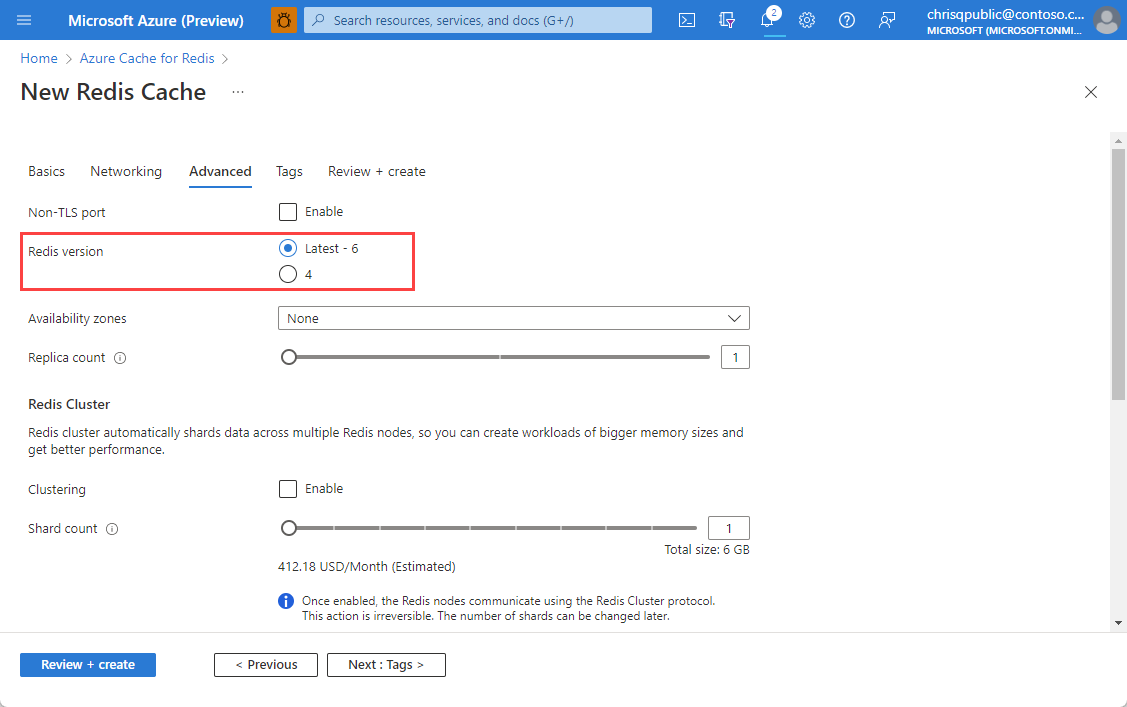 Microsoft Azure (Preview)
Search resources, services, and docs (G+/)
2
chrisqpublic@contoso.c...
MICROSOFT (MICROSOFT.ONMI...
Home > Azure Cache for Redis >
New Redis Cache ...
Basics Networking Advanced Tags Review + create
Non-TLS port Enable
Redis version Latest - 6
4
Availability zones None
Replica count 1
Redis Cluster
Redis cluster automatically shards data across multiple Redis nodes, so you can create workloads of bigger memory sizes and
get better performance.
Clustering Enable
Shard count 1
Total size: 6 GB
412.18 USD/Month (Estimated)
Once enabled, the Redis nodes communicate using the Redis Cluster protocol.
This action is irreversible. The number of shards can be changed later.
Review + create < Previous Next : Tags >